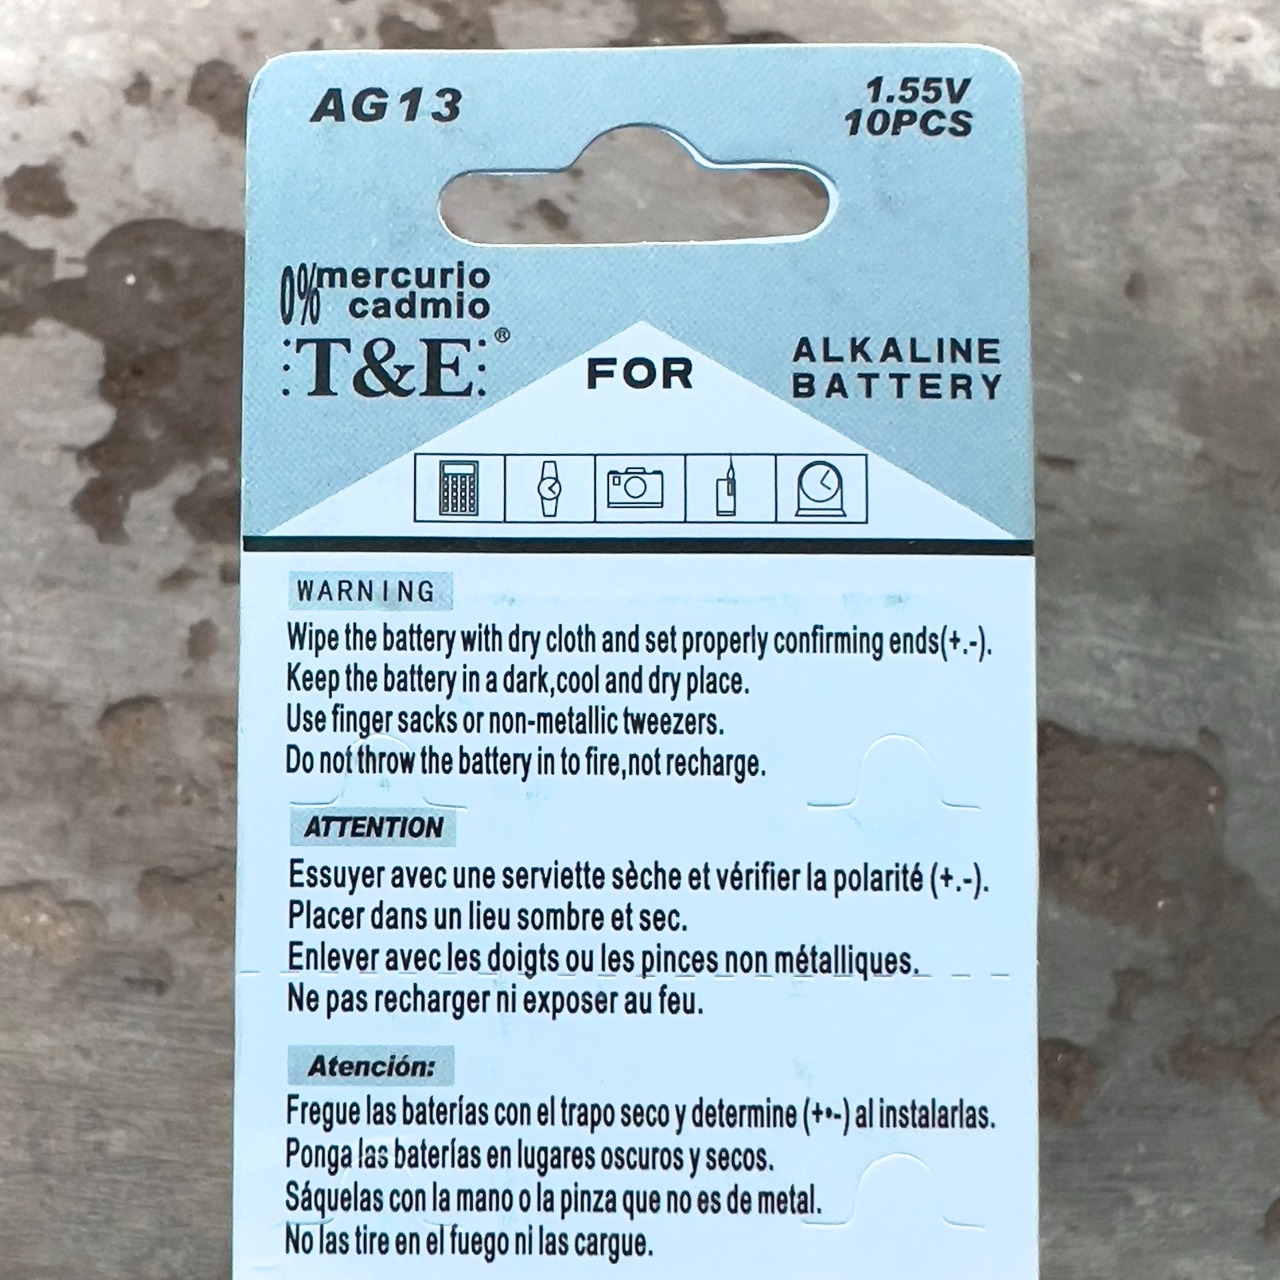 AG13
1.55V
10PCS
0% mercurio
cadmio
T&E®
FOR
ALKALINE
BATTERY
WARNING
Wipe the battery with dry cloth and set properly confirming ends(+.-).
Keep the battery in a dark,cool and dry place.
Use finger sacks or non-metallic tweezers.
Do not throw the battery in to fire,not recharge.
ATTENTION
Essuyer avec une serviette sèche et vérifier la polarité (+.-).
Placer dans un lieu sombre et sec.
Enlever avec les doigts ou les pinces non métalliques.
Ne pas recharger ni exposer au feu.
Atención:
Fregue las baterías con el trapo seco y determine (+•-) al instalarlas.
Ponga las baterías en lugares oscuros y secos.
Sáquelas con la mano o la pinza que no es de metal.
No las tire en el fuego ni las cargue.